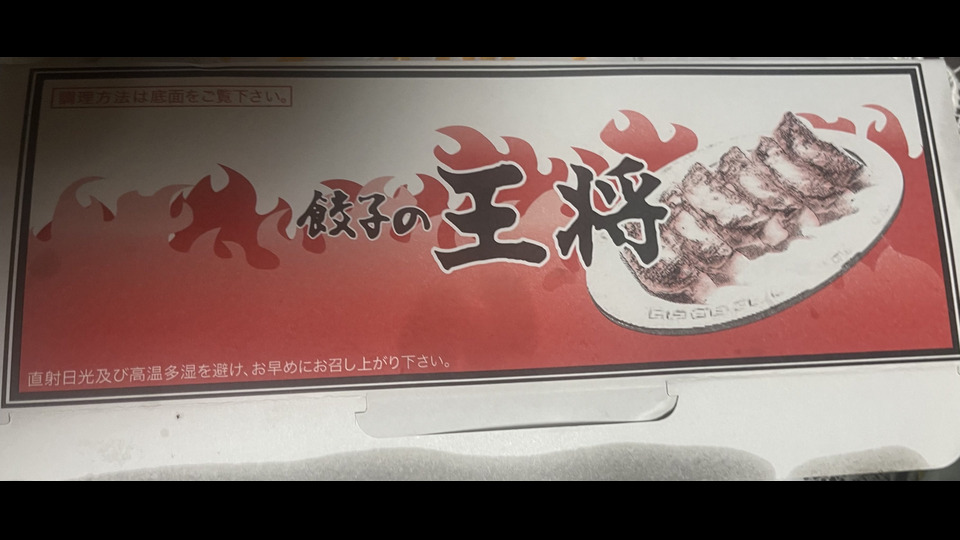 調理方法は底面をご覧下さい。
餃子の王将
直射日光及び高温多湿を避け、お早めにお召し上がり下さい。